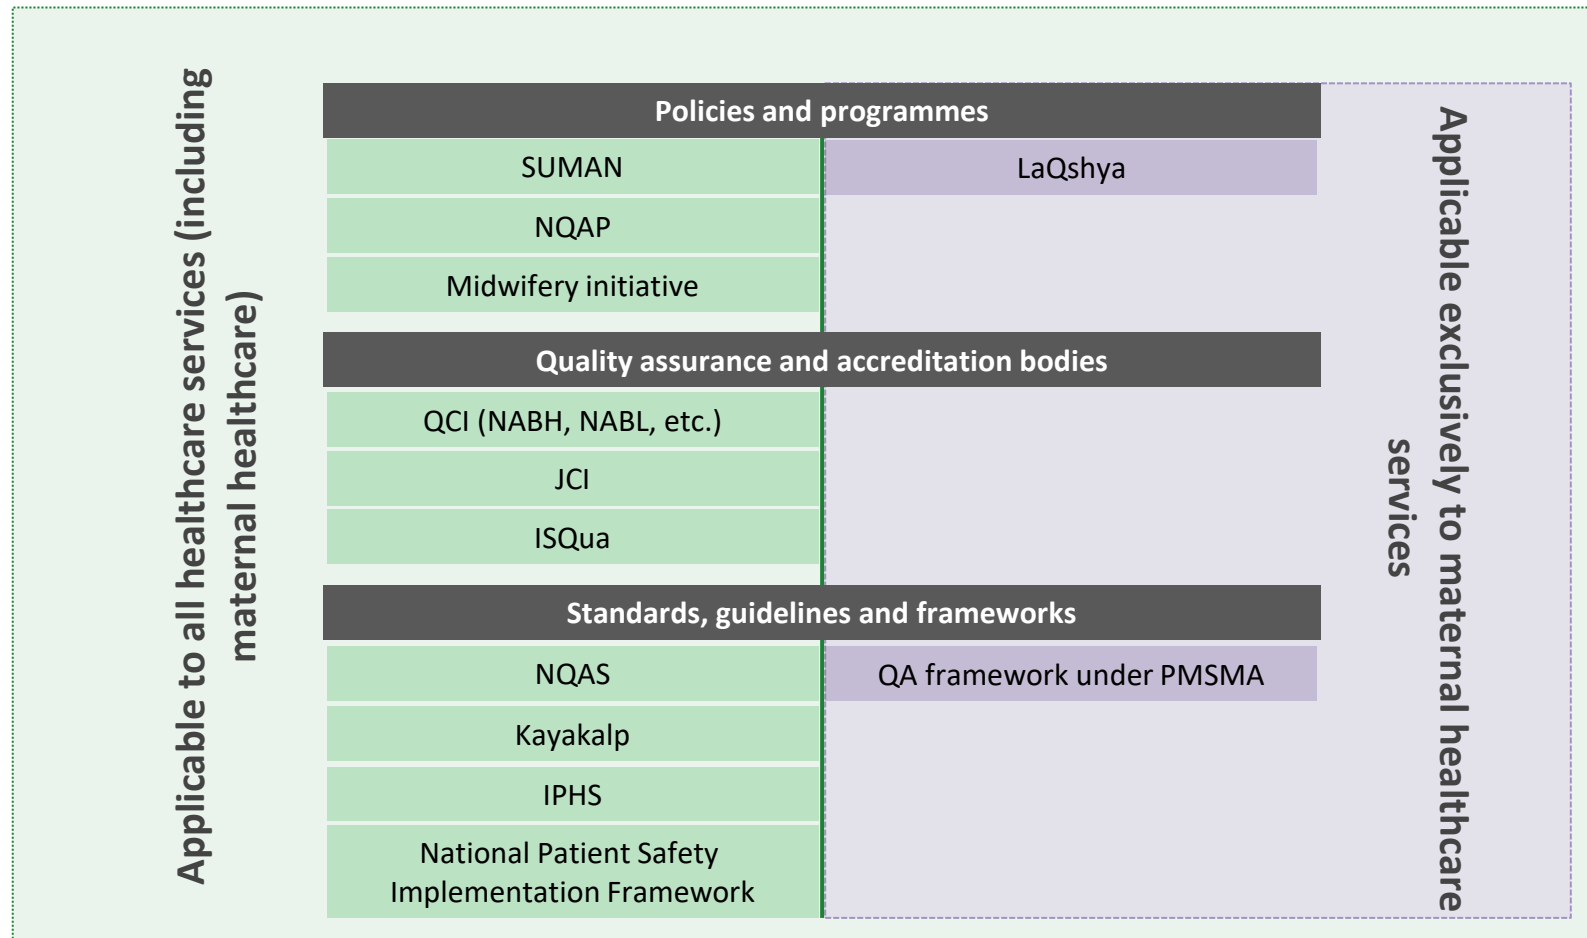 Applicable to all healthcare services (including
maternal healthcare)
Policies and programmes
SUMAN
LaQshya
NQAP
Midwifery initiative
Quality assurance and accreditation bodies
QCI (NABH, NABL, etc.)
JCI
ISQua
Standards, guidelines and frameworks
NQAS
QA framework under PMSMA
Kayakalp
IPHS
National Patient Safety
Implementation Framework
Applicable exclusively to maternal healthcare
services